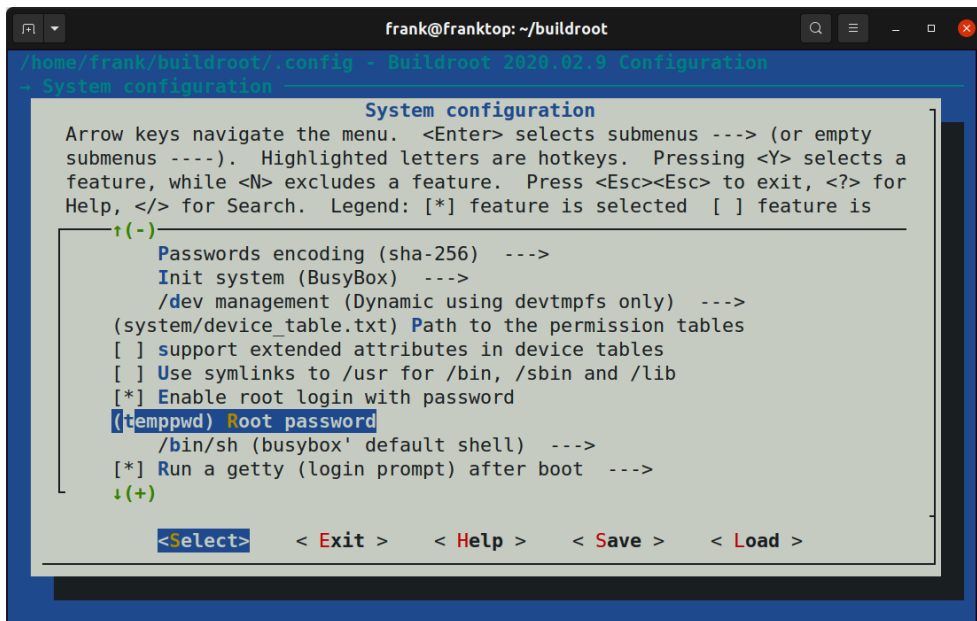 frank@franktop: ~/buildroot
/home/frank/buildroot/.config - Buildroot 2020.02.9 Configuration
→ System configuration
System configuration
Arrow keys navigate the menu.  <Enter> selects submenus ---> (or empty
submenus ----).  Highlighted letters are hotkeys.  Pressing <Y> selects a
feature, while <N> excludes a feature.  Press <Esc><Esc> to exit, <?> for
Help, </> for Search.  Legend: [*] feature is selected  [ ] feature is
↑(-)
Passwords encoding (sha-256)  --->
Init system (BusyBox)  --->
/dev management (Dynamic using devtmpfs only)  --->
(system/device_table.txt) Path to the permission tables
[ ] support extended attributes in device tables
[ ] Use symlinks to /usr for /bin, /sbin and /lib
[*] Enable root login with password
(temppwd) Root password
/bin/sh (busybox' default shell)  --->
[*] Run a getty (login prompt) after boot  --->
↓(+)
<Select>    < Exit >    < Help >    < Save >    < Load >